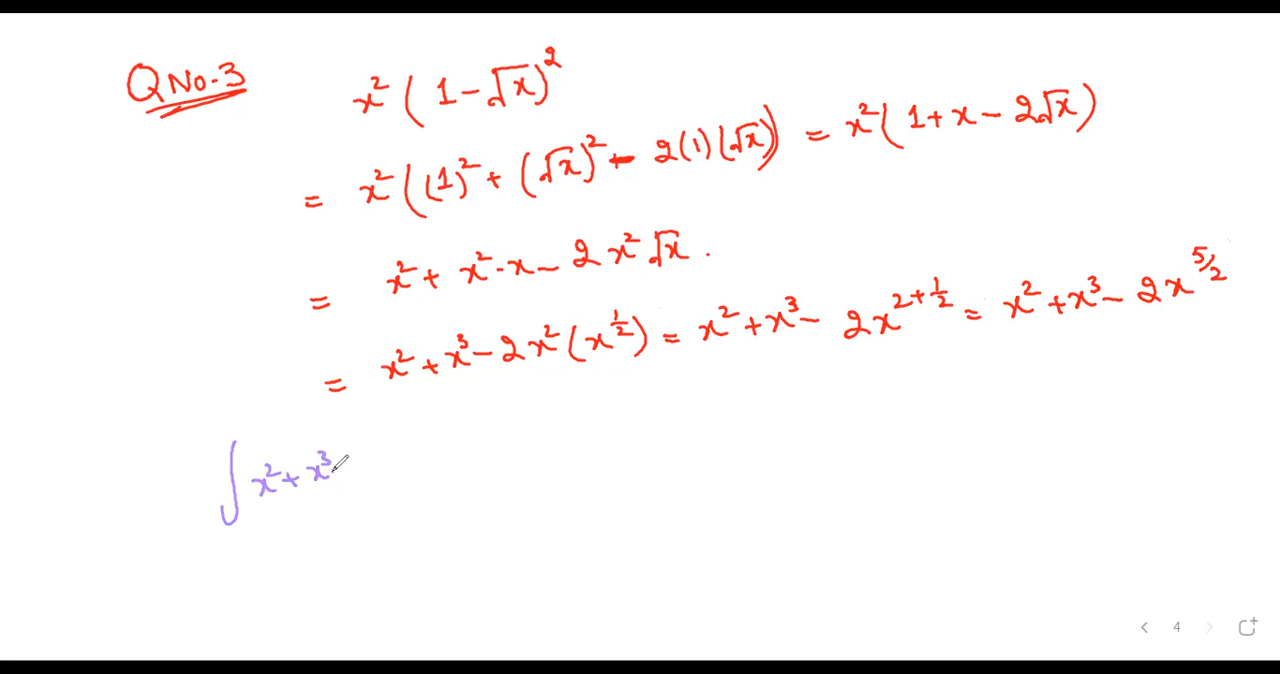 Q No-3 x²(1-√x)²
= x²((1)²+(√x)²-2(1)(√x)) = x²(1+x-2√x)
= x²+x²·x-2x²√x.
= x²+x³-2x²(x^½) = x²+x³-2x^(2+½) = x²+x³-2x^5/2
∫x²+x³
4